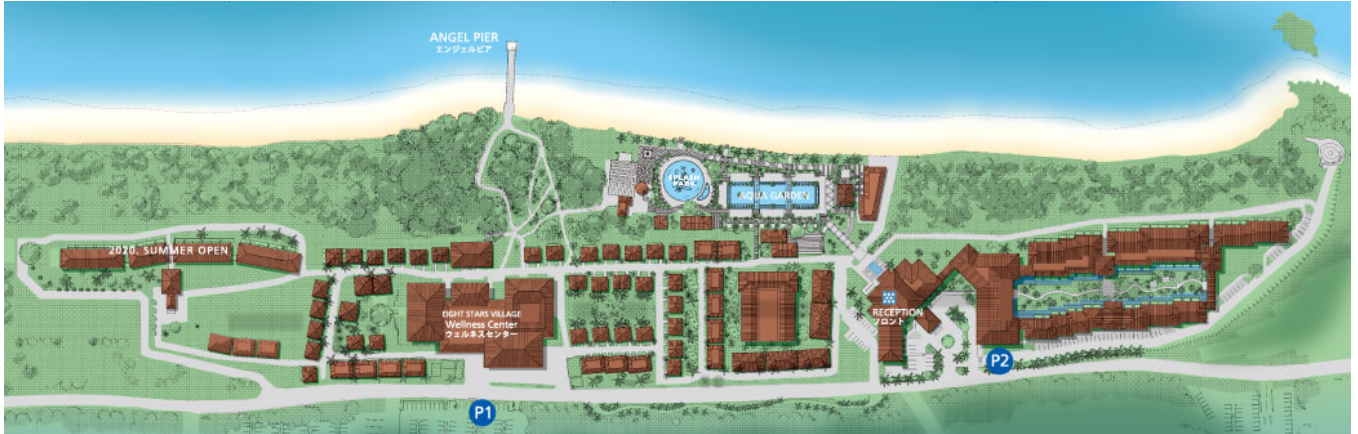 ANGEL PIER
エンジェルピア
SPLASH
PARK
AQUA GARDEN
2020, SUMMER OPEN
EIGHT STARS VILLAGE
Wellness Center
ウェルネスセンター
RECEPTION
フロント
P2
P1